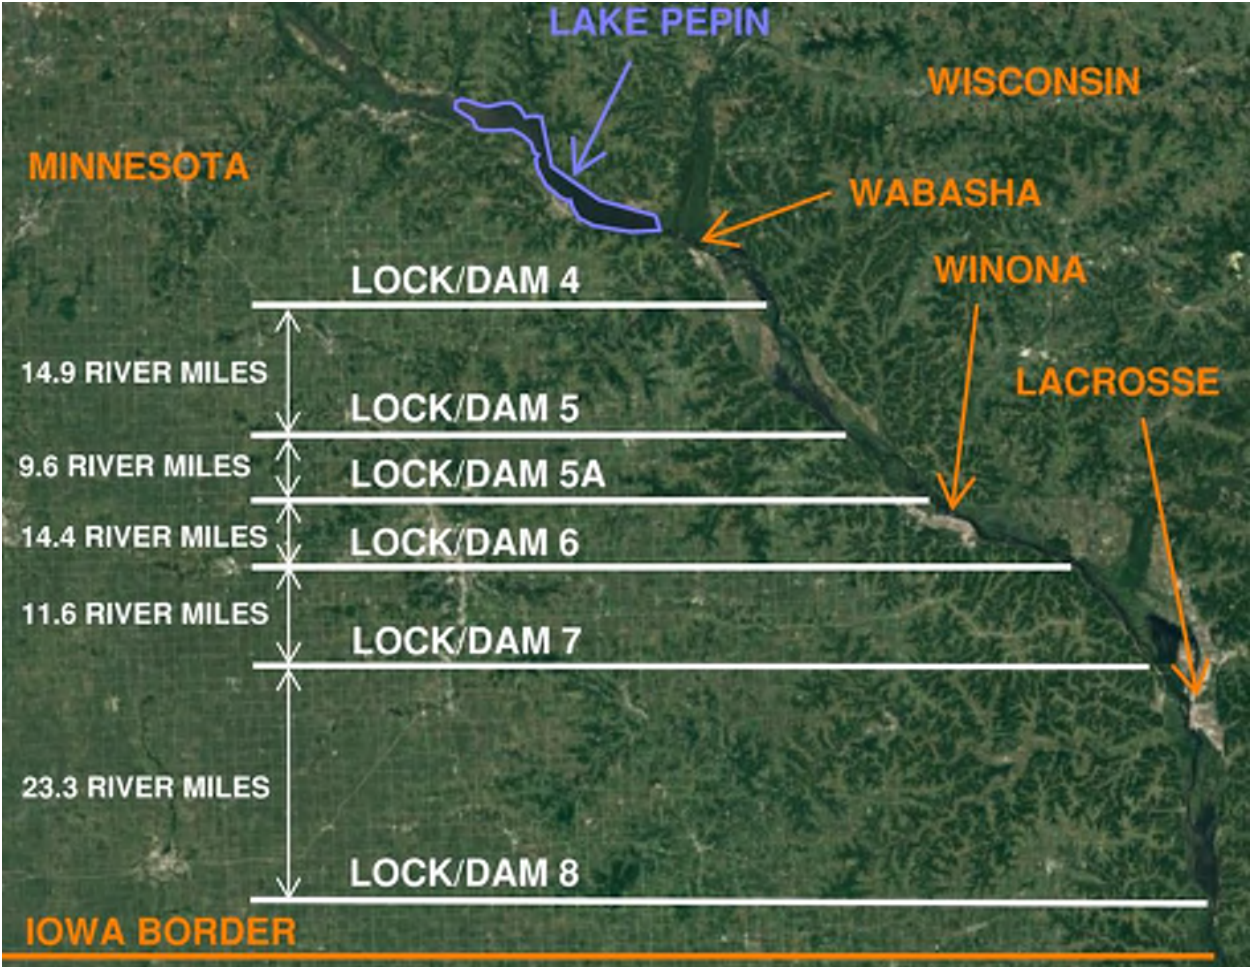 LAKE PEPIN
WISCONSIN
MINNESOTA
WABASHA
WINONA
LOCK/DAM 4
14.9 RIVER MILES
LACROSSE
LOCK/DAM 5
9.6 RIVER MILES
LOCK/DAM 5A
14.4 RIVER MILES
LOCK/DAM 6
11.6 RIVER MILES
LOCK/DAM 7
23.3 RIVER MILES
LOCK/DAM 8
IOWA BORDER